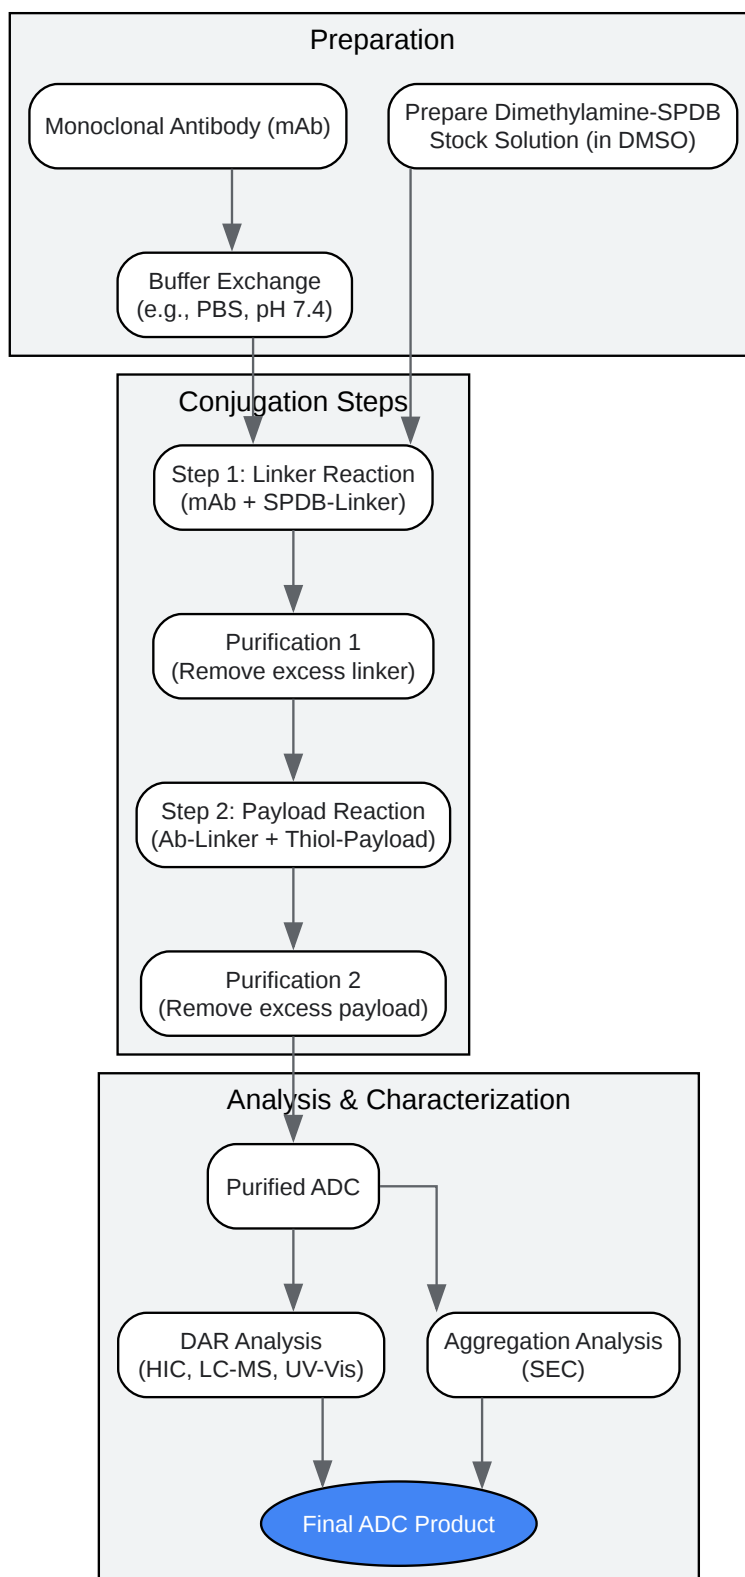 Preparation
Monoclonal Antibody (mAb)
Prepare Dimethylamine-SPDB
Stock Solution (in DMSO)
Buffer Exchange
(e.g., PBS, pH 7.4)
Conjugation Steps
Step 1: Linker Reaction
(mAb + SPDB-Linker)
Purification 1
(Remove excess linker)
Step 2: Payload Reaction
(Ab-Linker + Thiol-Payload)
Purification 2
(Remove excess payload)
Analysis & Characterization
Purified ADC
DAR Analysis
(HIC, LC-MS, UV-Vis)
Aggregation Analysis
(SEC)
Final ADC Product